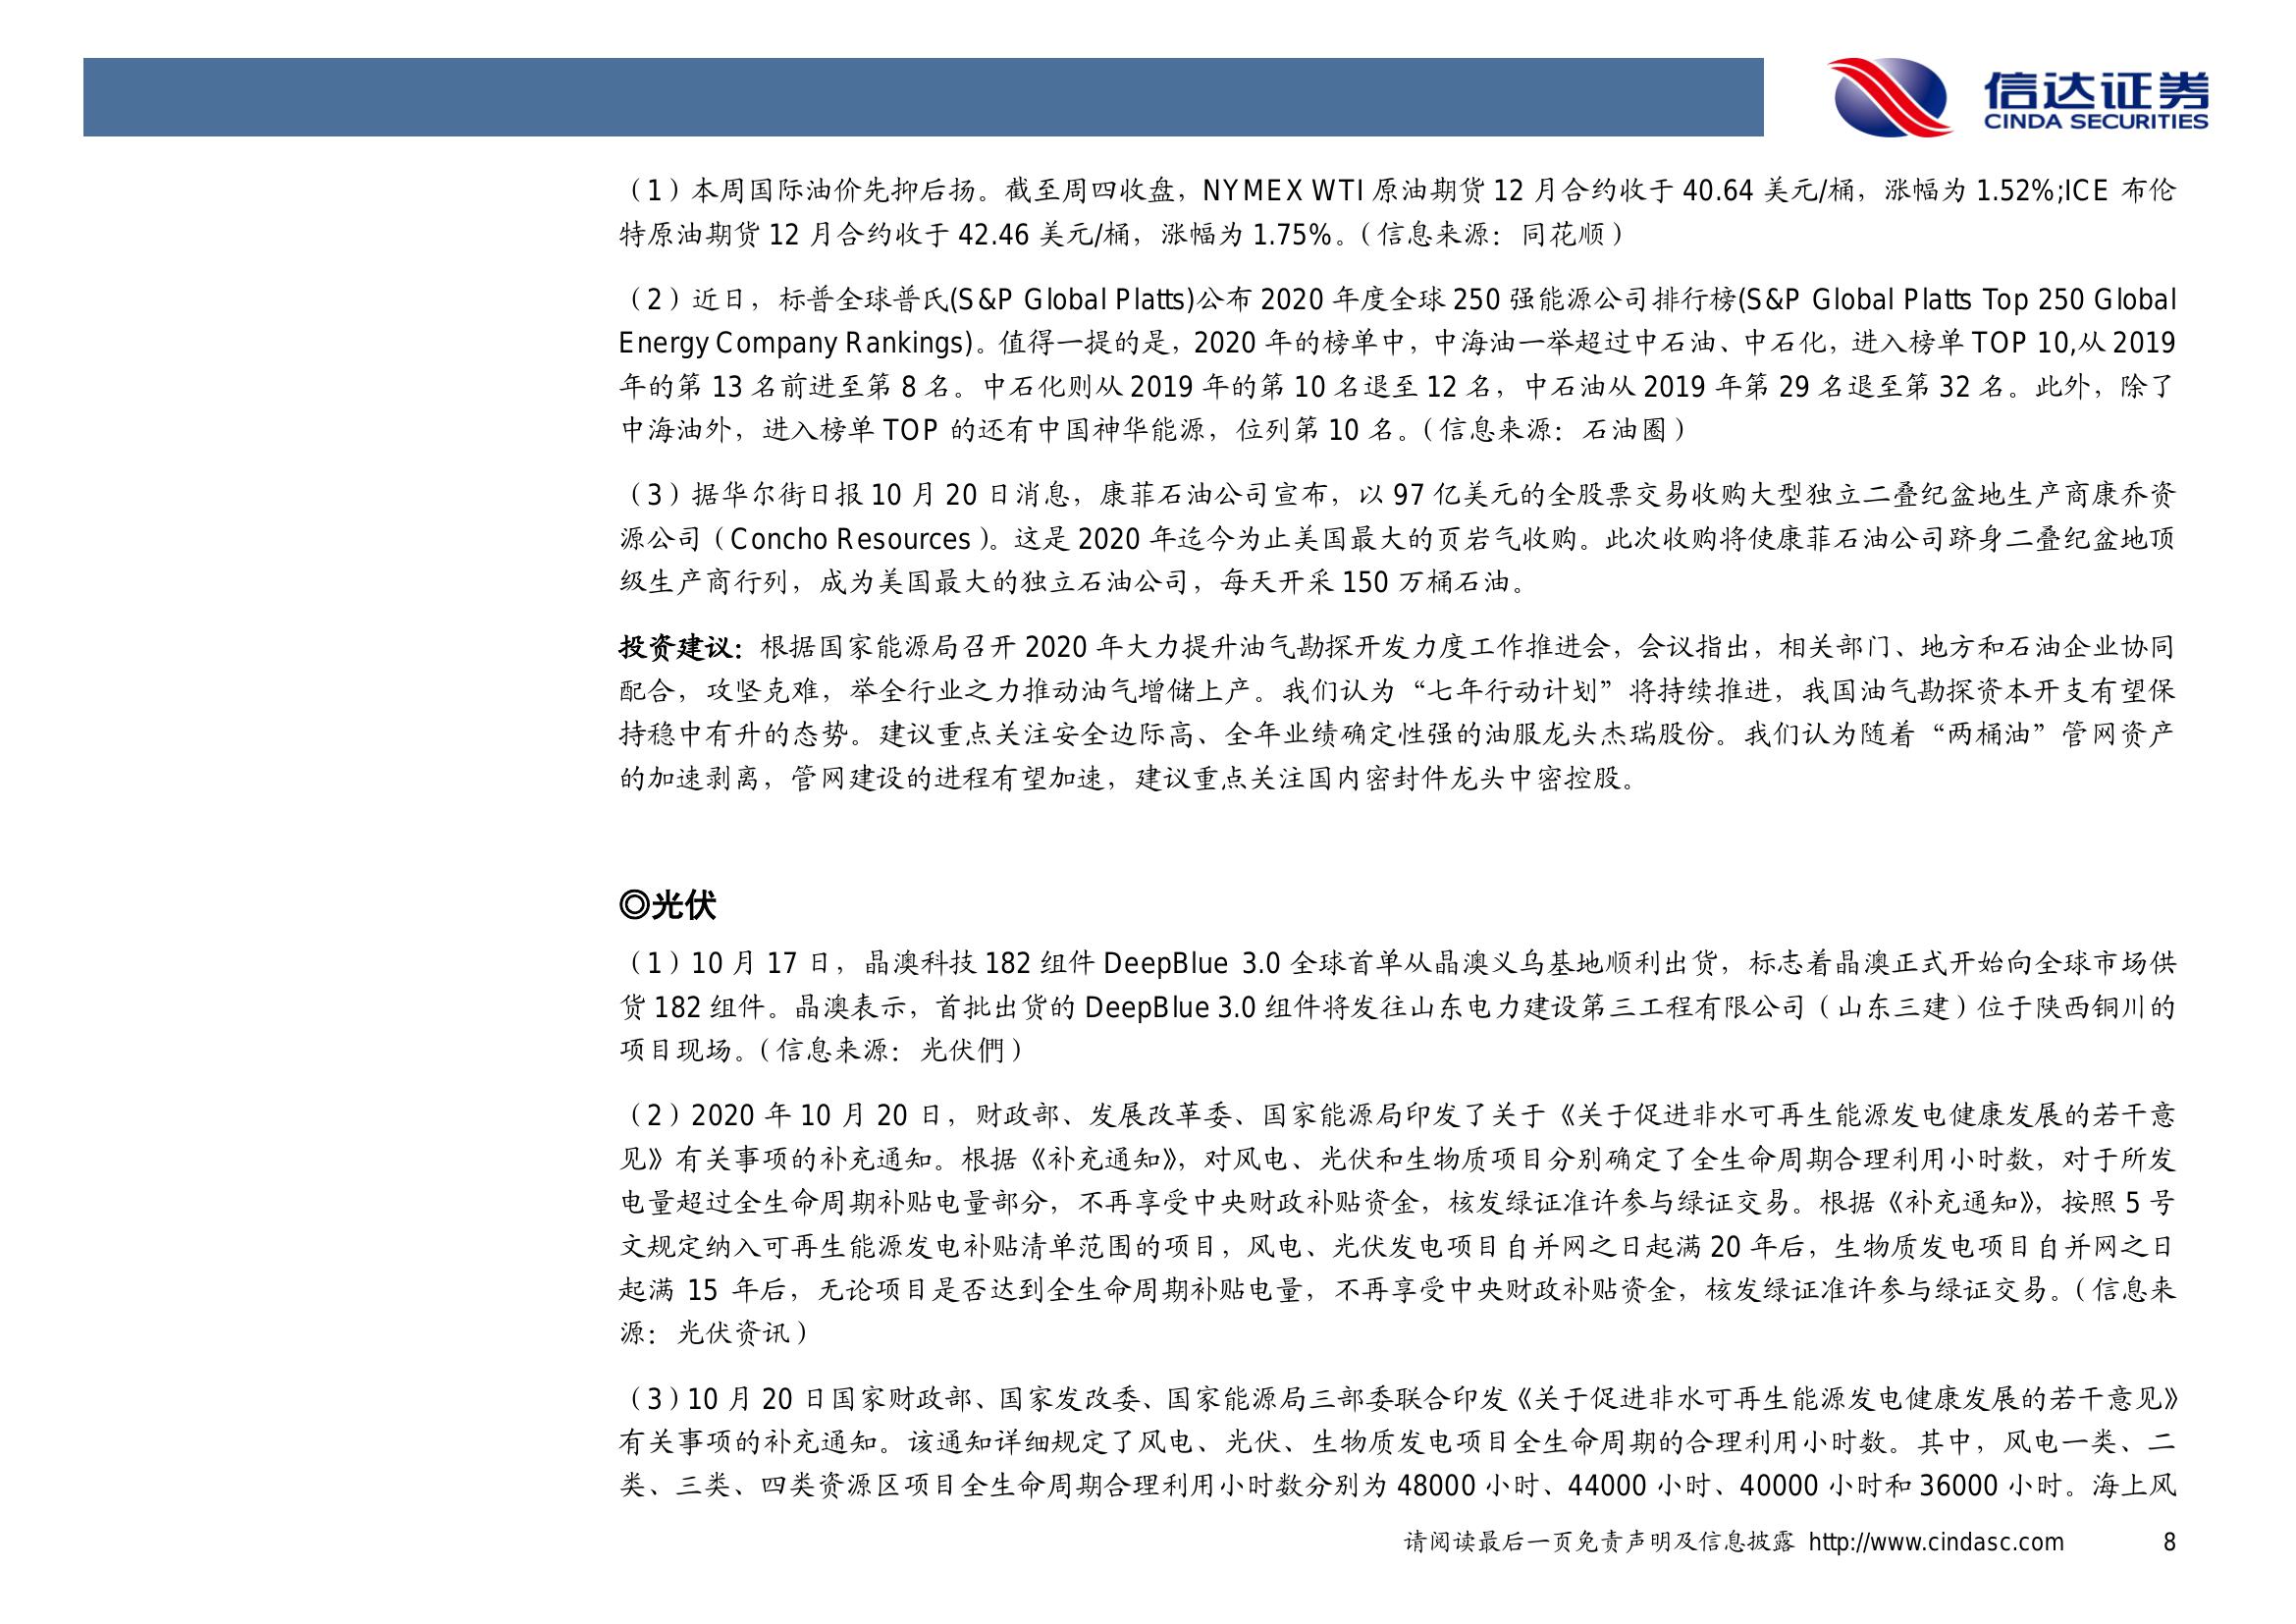 信达证券
CINDA SECURITIES
（1）本周国际油价先抑后扬。截至周四收盘，NYMEX WTI 原油期货 12 月合约收于 40.64 美元/桶，涨幅为 1.52%;ICE 布伦
特原油期货 12 月合约收于 42.46 美元/桶，涨幅为 1.75%。（信息来源：同花顺）
（2）近日，标普全球普氏(S&P Global Platts)公布 2020 年度全球 250 强能源公司排行榜(S&P Global Platts Top 250 Global
Energy Company Rankings)。值得一提的是，2020 年的榜单中，中海油一举超过中石油、中石化，进入榜单 TOP 10,从 2019
年的第 13 名前进至第 8 名。中石化则从 2019 年的第 10 名退至 12 名，中石油从 2019 年第 29 名退至第 32 名。此外，除了
中海油外，进入榜单 TOP 的还有中国神华能源，位列第 10 名。（信息来源：石油圈）
（3）据华尔街日报 10 月 20 日消息，康菲石油公司宣布，以 97 亿美元的全股票交易收购大型独立二叠纪盆地生产商康乔资
源公司（Concho Resources）。这是 2020 年迄今为止美国最大的页岩气收购。此次收购将使康菲石油公司跻身二叠纪盆地顶
级生产商行列，成为美国最大的独立石油公司，每天开采 150 万桶石油。
投资建议：根据国家能源局召开 2020 年大力提升油气勘探开发力度工作推进会，会议指出，相关部门、地方和石油企业协同
配合，攻坚克难，举全行业之力推动油气增储上产。我们认为“七年行动计划”将持续推进，我国油气勘探资本开支有望保
持稳中有升的态势。建议重点关注安全边际高、全年业绩确定性强的油服龙头杰瑞股份。我们认为随着“两桶油”管网资产
的加速剥离，管网建设的进程有望加速，建议重点关注国内密封件龙头中密控股。
◎光伏
（1）10 月 17 日，晶澳科技 182 组件 DeepBlue 3.0 全球首单从晶澳义乌基地顺利出货，标志着晶澳正式开始向全球市场供
货 182 组件。晶澳表示，首批出货的 DeepBlue 3.0 组件将发往山东电力建设第三工程有限公司（山东三建）位于陕西铜川的
项目现场。（信息来源：光伏們）
（2）2020 年 10 月 20 日，财政部、发展改革委、国家能源局印发了关于《关于促进非水可再生能源发电健康发展的若干意
见》有关事项的补充通知。根据《补充通知》，对风电、光伏和生物质项目分别确定了全生命周期合理利用小时数，对于所发
电量超过全生命周期补贴电量部分，不再享受中央财政补贴资金，核发绿证准许参与绿证交易。根据《补充通知》，按照 5 号
文规定纳入可再生能源发电补贴清单范围的项目，风电、光伏发电项目自并网之日起满 20 年后，生物质发电项目自并网之日
起满 15 年后，无论项目是否达到全生命周期补贴电量，不再享受中央财政补贴资金，核发绿证准许参与绿证交易。（信息来
源：光伏资讯）
（3）10 月 20 日国家财政部、国家发改委、国家能源局三部委联合印发《关于促进非水可再生能源发电健康发展的若干意见》
有关事项的补充通知。该通知详细规定了风电、光伏、生物质发电项目全生命周期的合理利用小时数。其中，风电一类、二
类、三类、四类资源区项目全生命周期合理利用小时数分别为 48000 小时、44000 小时、40000 小时和 36000 小时。海上风
请阅读最后一页免责声明及信息披露 http://www.cindasc.com 8